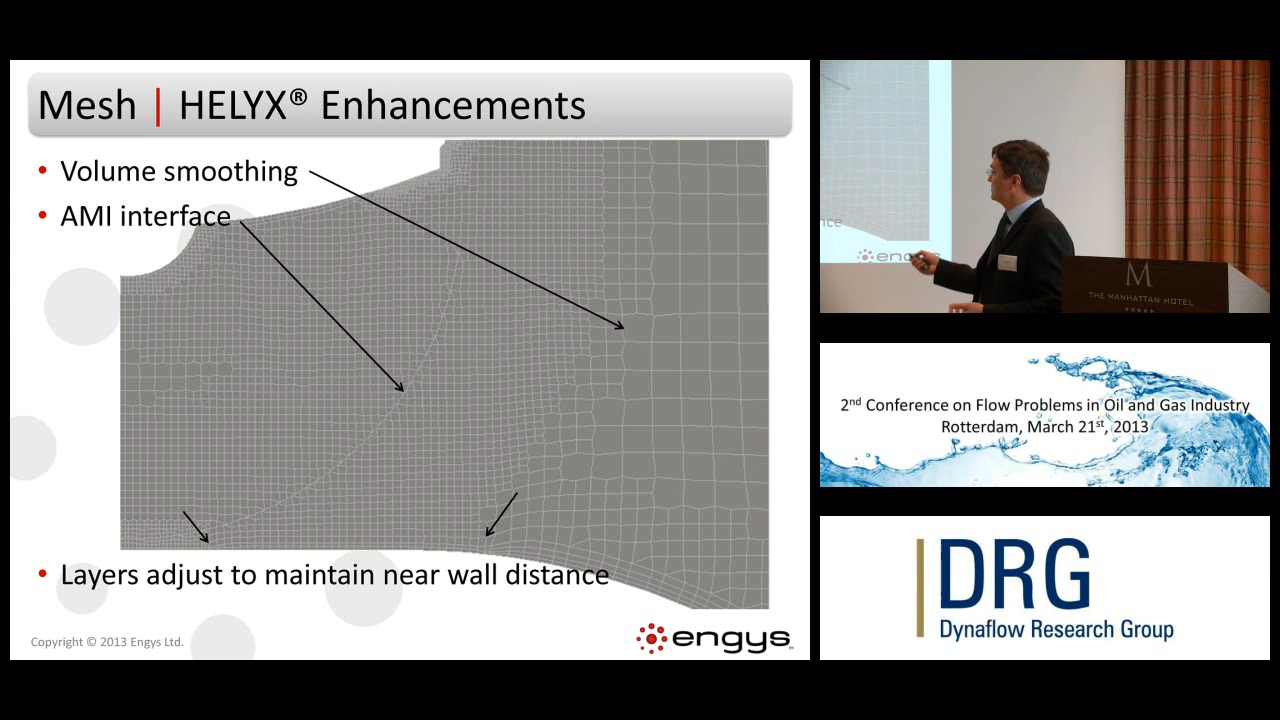 Mesh | HELYX® Enhancements
• Volume smoothing
• AMI interface
• Layers adjust to maintain near wall distance
Copyright © 2013 Engys Ltd.
engys
M
THE MANHATTAN HOTEL
2nd Conference on Flow Problems in Oil and Gas Industry
Rotterdam, March 21st, 2013
DRG
Dynaflow Research Group